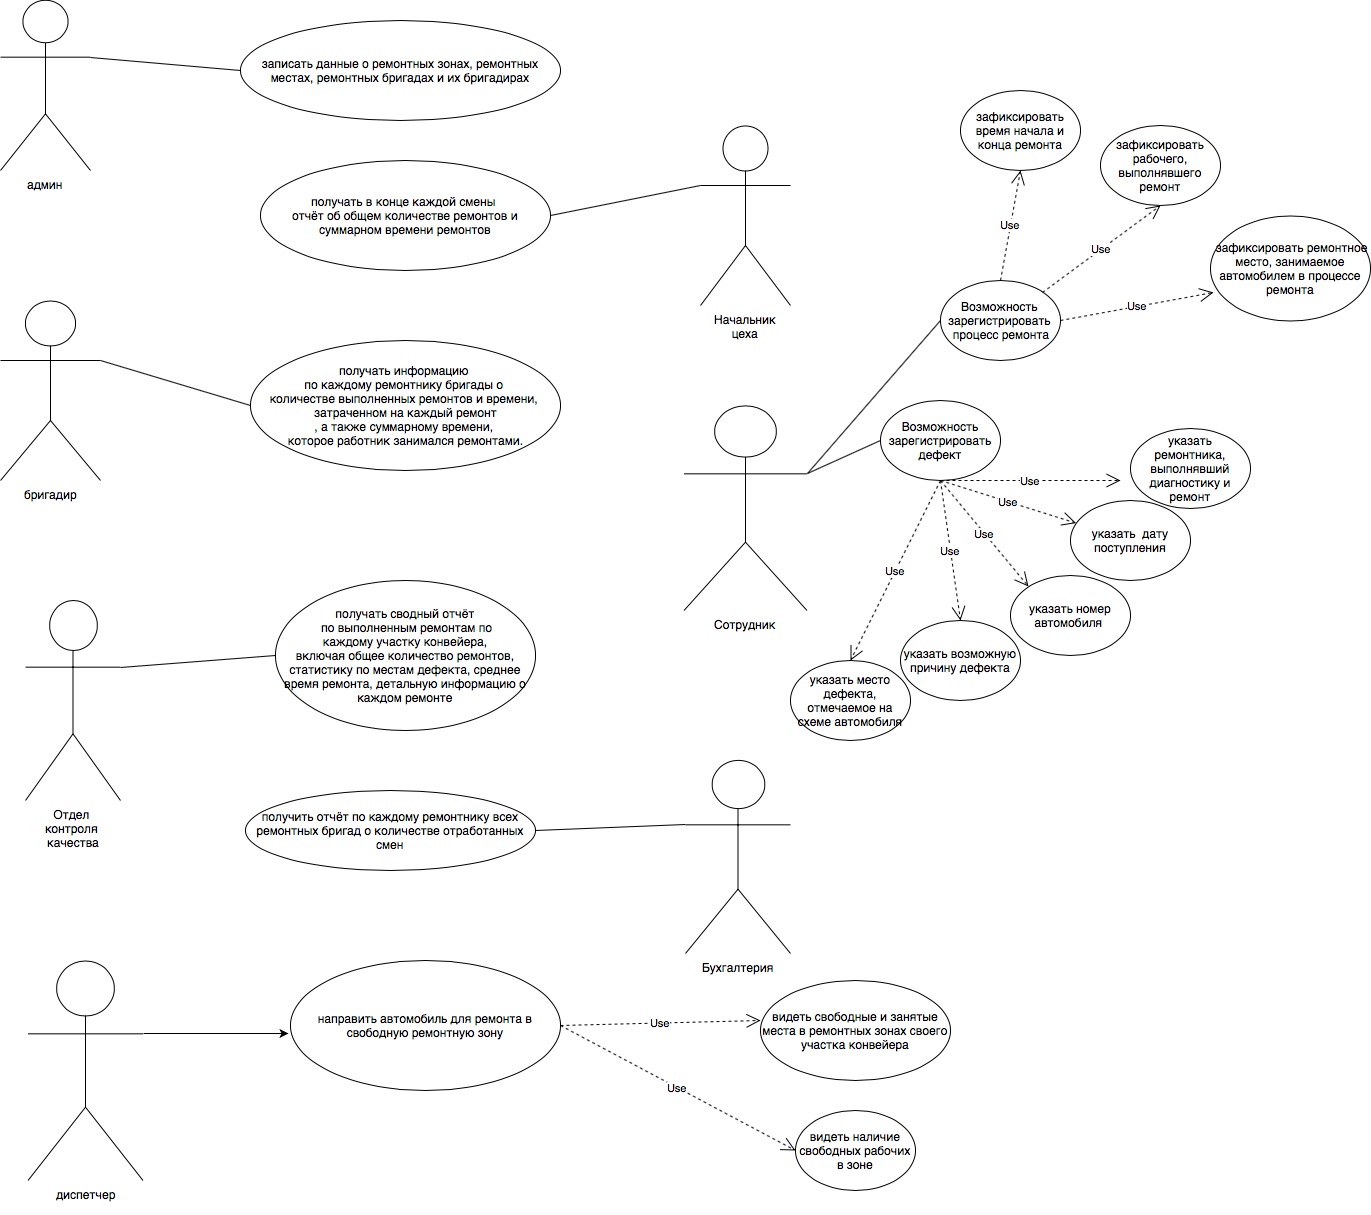 записать данные о ремонтных зонах, ремонтных
местах, ремонтных бригадах и их бригадирах
админ
получать в конце каждой смены
отчёт об общем количестве ремонтов и
суммарном времени ремонтов
Начальник
цеха
зафиксировать
время начала и
конца ремонта
зафиксировать
рабочего,
выполнявшего
ремонт
зафиксировать ремонтное
место, занимаемое
автомобилем в процессе
ремонта
Use
Use
Use
Возможность
зарегистрировать
процесс ремонта
получать информацию
по каждому ремонтнику бригады о
количестве выполненных ремонтов и времени,
затраченном на каждый ремонт
, а также суммарному времени,
которое работник занимался ремонтами.
бригадир
Возможность
зарегистрировать
дефект
указать
ремонтника,
выполнявший
диагностику и
ремонт
Use
Use
Use
Use
Use
указать  дату
поступления
указать номер
автомобиля
указать возможную
причину дефекта
указать место
дефекта,
отмечаемое на
схеме автомобиля
Сотрудник
получать сводный отчёт
по выполненным ремонтам по
каждому участку конвейера,
включая общее количество ремонтов,
статистику по местам дефекта, среднее
время ремонта, детальную информацию о
каждом ремонте
Отдел
контроля
качества
получить отчёт по каждому ремонтнику всех
ремонтных бригад о количестве отработанных
смен
Бухгалтерия
направить автомобиль для ремонта в
свободную ремонтную зону
Use
Use
видеть свободные и занятые
места в ремонтных зонах своего
участка конвейера
видеть наличие
свободных рабочих
в зоне
диспетчер